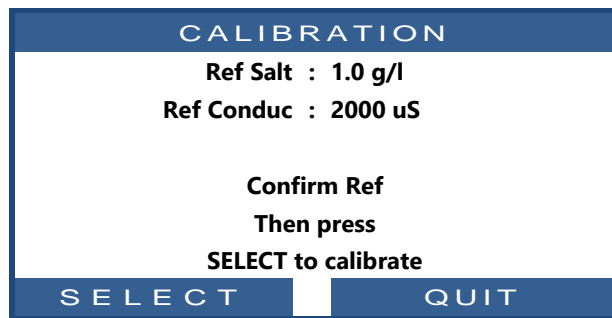 CALIBRATION
Ref Salt : 1.0 g/l
Ref Conduc : 2000 uS
Confirm Ref
Then press
SELECT to calibrate
SELECT QUIT